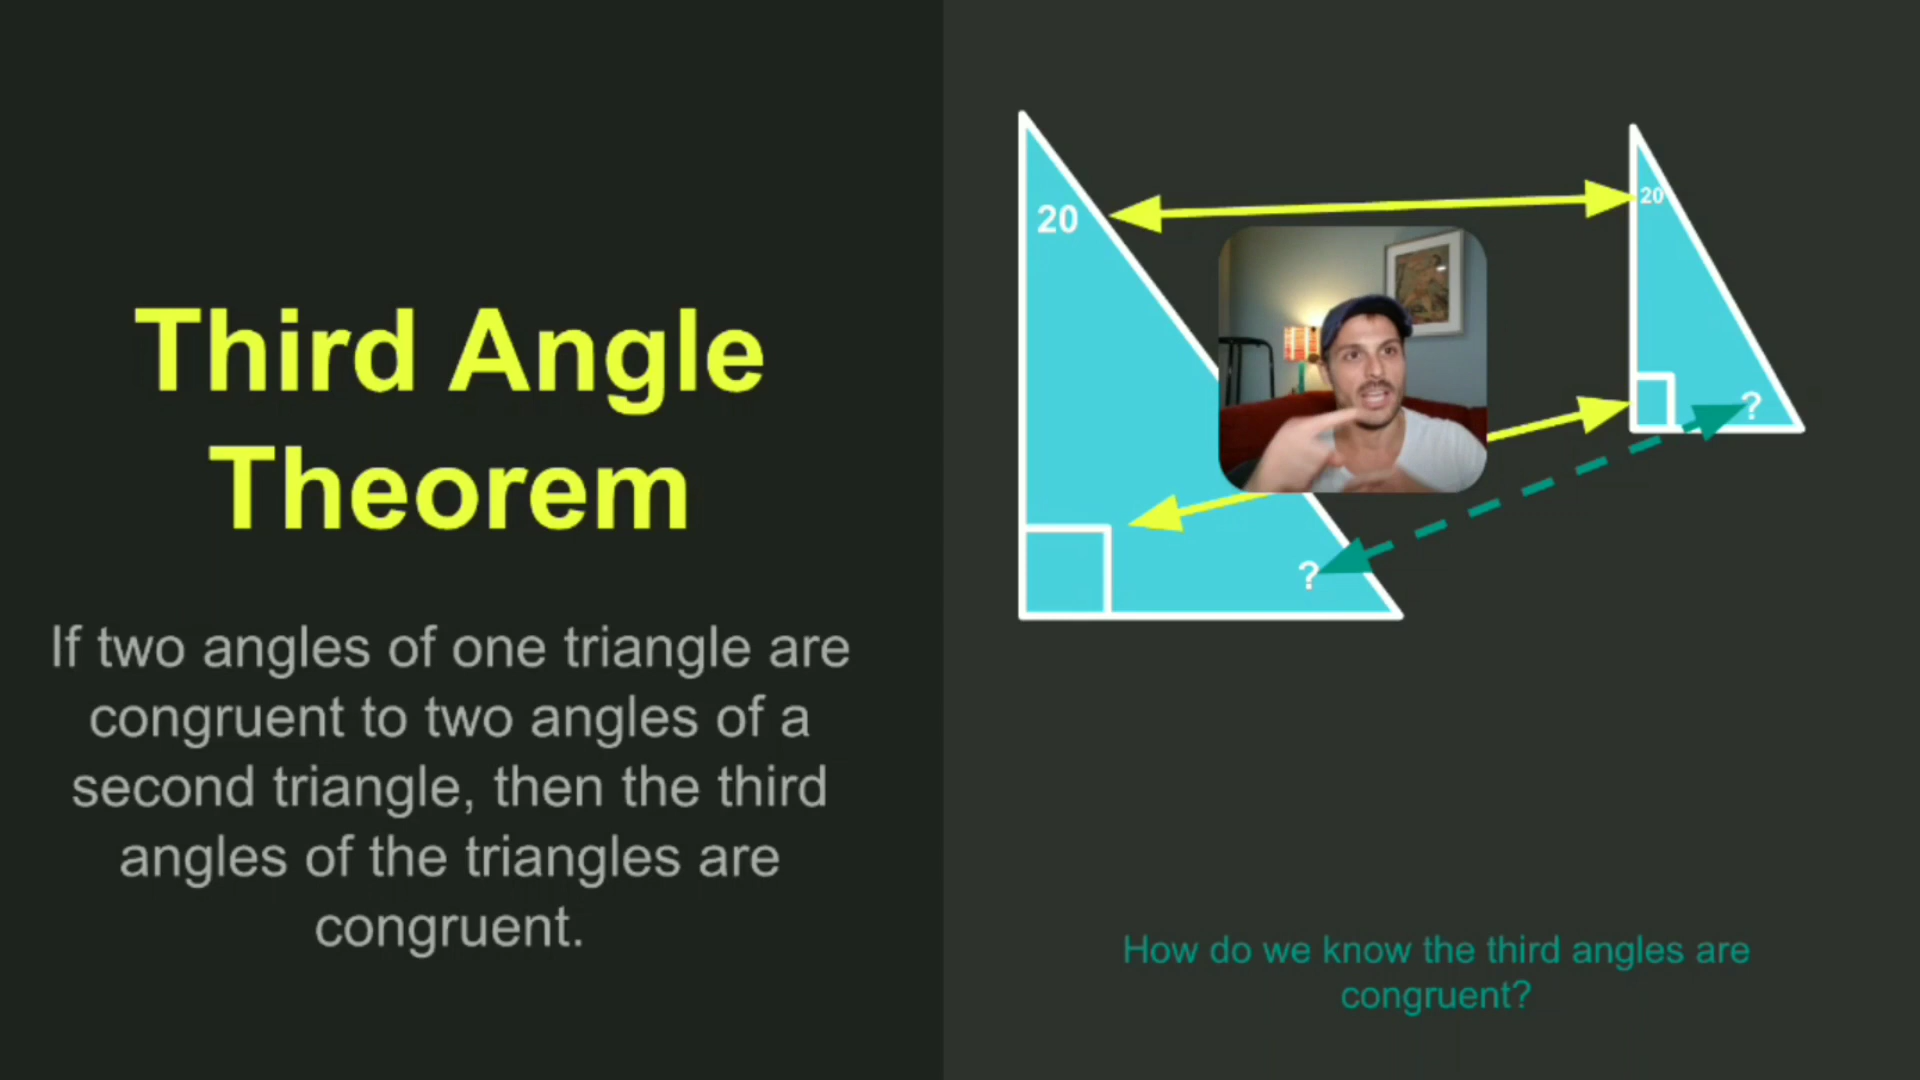 Third Angle
Theorem
If two angles of one triangle are
congruent to two angles of a
second triangle, then the third
angles of the triangles are
congruent.
20
20
?
?
How do we know the third angles are
congruent?